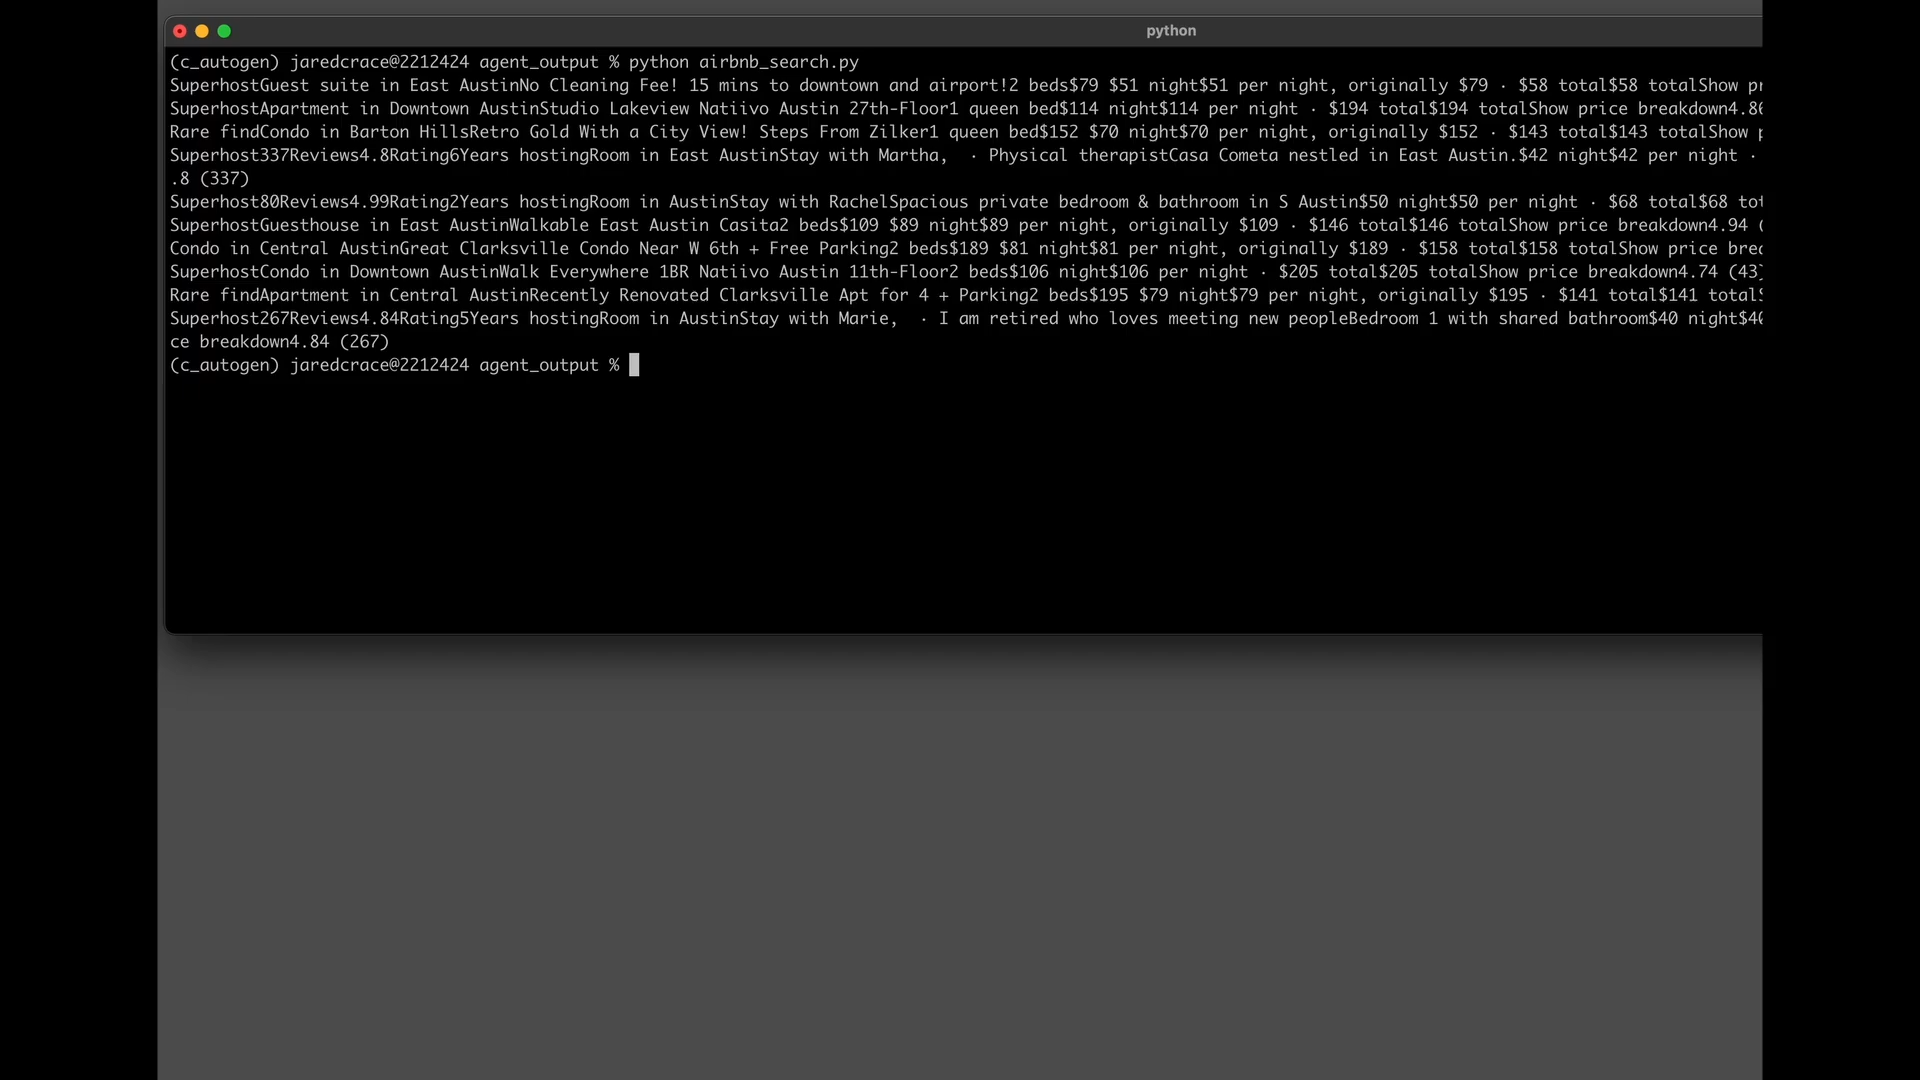 python
(c_autogen) jaredcrace@2212424 agent_output % python airbnb_search.py
SuperhostGuest suite in East AustinNo Cleaning Fee! 15 mins to downtown and airport!2 beds$79 $51 night$51 per night, originally $79 · $58 total$58 totalShow pr
SuperhostApartment in Downtown AustinStudio Lakeview Natiivo Austin 27th-Floor1 queen bed$114 night$114 per night · $194 total$194 totalShow price breakdown4.86
Rare findCondo in Barton HillsRetro Gold With a City View! Steps From Zilker1 queen bed$152 $70 night$70 per night, originally $152 · $143 total$143 totalShow p
Superhost337Reviews4.8Rating6Years hostingRoom in East AustinStay with Martha,  · Physical therapistCasa Cometa nestled in East Austin.$42 night$42 per night ·
.8 (337)
Superhost80Reviews4.99Rating2Years hostingRoom in AustinStay with RachelSpacious private bedroom & bathroom in S Austin$50 night$50 per night · $68 total$68 tot
SuperhostGuesthouse in East AustinWalkable East Austin Casita2 beds$109 $89 night$89 per night, originally $109 · $146 total$146 totalShow price breakdown4.94 (
Condo in Central AustinGreat Clarksville Condo Near W 6th + Free Parking2 beds$189 $81 night$81 per night, originally $189 · $158 total$158 totalShow price brea
SuperhostCondo in Downtown AustinWalk Everywhere 1BR Natiivo Austin 11th-Floor2 beds$106 night$106 per night · $205 total$205 totalShow price breakdown4.74 (43)
Rare findApartment in Central AustinRecently Renovated Clarksville Apt for 4 + Parking2 beds$195 $79 night$79 per night, originally $195 · $141 total$141 totalS
Superhost267Reviews4.84Rating5Years hostingRoom in AustinStay with Marie,  · I am retired who loves meeting new peopleBedroom 1 with shared bathroom$40 night$40
ce breakdown4.84 (267)
(c_autogen) jaredcrace@2212424 agent_output %